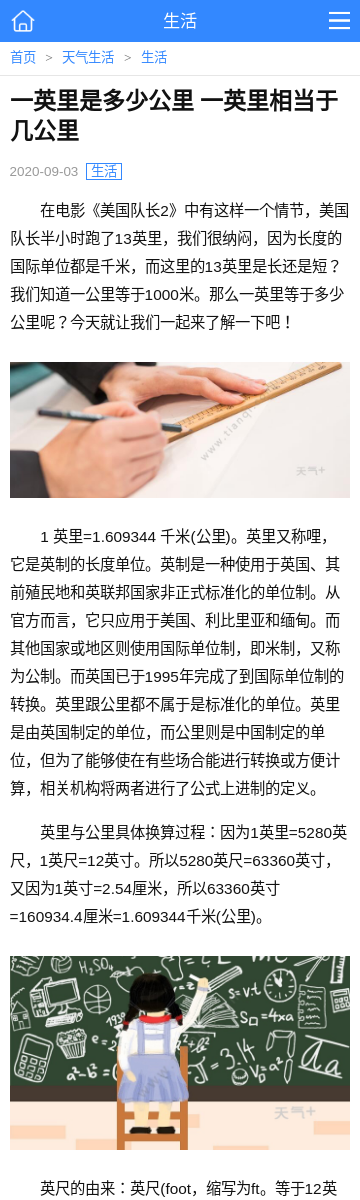 生活
首页 > 天气生活 > 生活
一英里是多少公里 一英里相当于
几公里
2020-09-03 生活
在电影《美国队长2》中有这样一个情节，美国
队长半小时跑了13英里，我们很纳闷，因为长度的
国际单位都是千米，而这里的13英里是长还是短？
我们知道一公里等于1000米。那么一英里等于多少
公里呢？今天就让我们一起来了解一下吧！
天气+
1 英里=1.609344 千米(公里)。英里又称哩，
它是英制的长度单位。英制是一种使用于英国、其
前殖民地和英联邦国家非正式标准化的单位制。从
官方而言，它只应用于美国、利比里亚和缅甸。而
其他国家或地区则使用国际单位制，即米制，又称
为公制。而英国已于1995年完成了到国际单位制的
转换。英里跟公里都不属于是标准化的单位。英里
是由英国制定的单位，而公里则是中国制定的单
位，但为了能够使在有些场合能进行转换或方便计
算，相关机构将两者进行了公式上进制的定义。
英里与公里具体换算过程：因为1英里=5280英
尺，1英尺=12英寸。所以5280英尺=63360英寸，
又因为1英寸=2.54厘米，所以63360英寸
=160934.4厘米=1.609344千米(公里)。
H₂SO₄
s=v.t
天气+
英尺的由来：英尺(foot，缩写为ft。等于12英